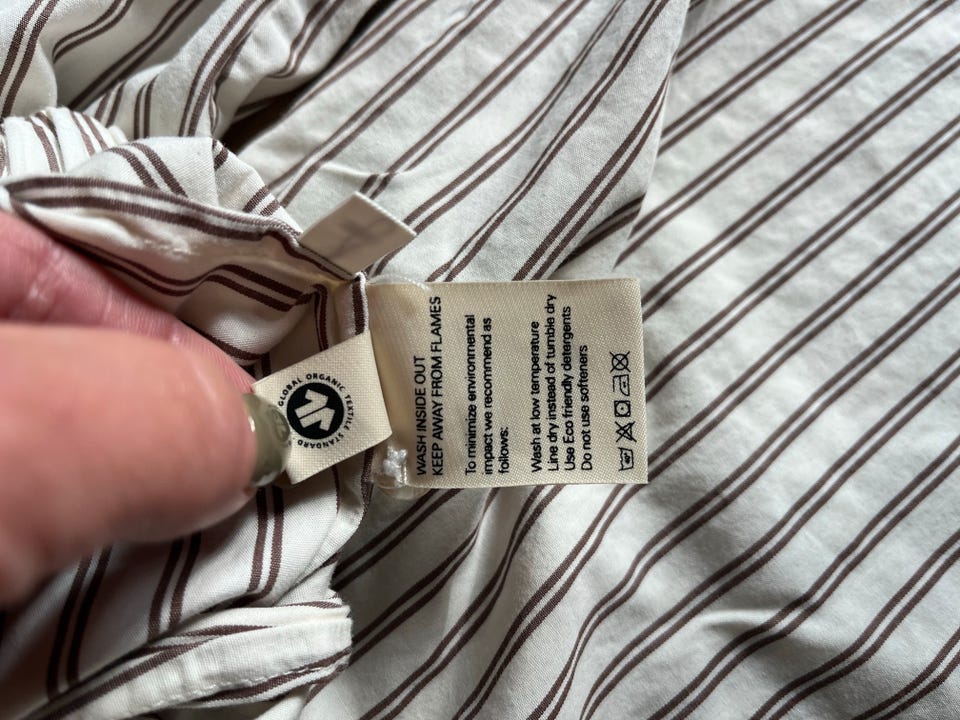 GLOBAL ORGANIC TEXTILE STANDARD
WASH INSIDE OUT
KEEP AWAY FROM FLAMES
To minimize environmental
impact we recommend as
follows:
Wash at low temperature
Line dry instead of tumble dry
Use Eco friendly detergents
Do not use softeners